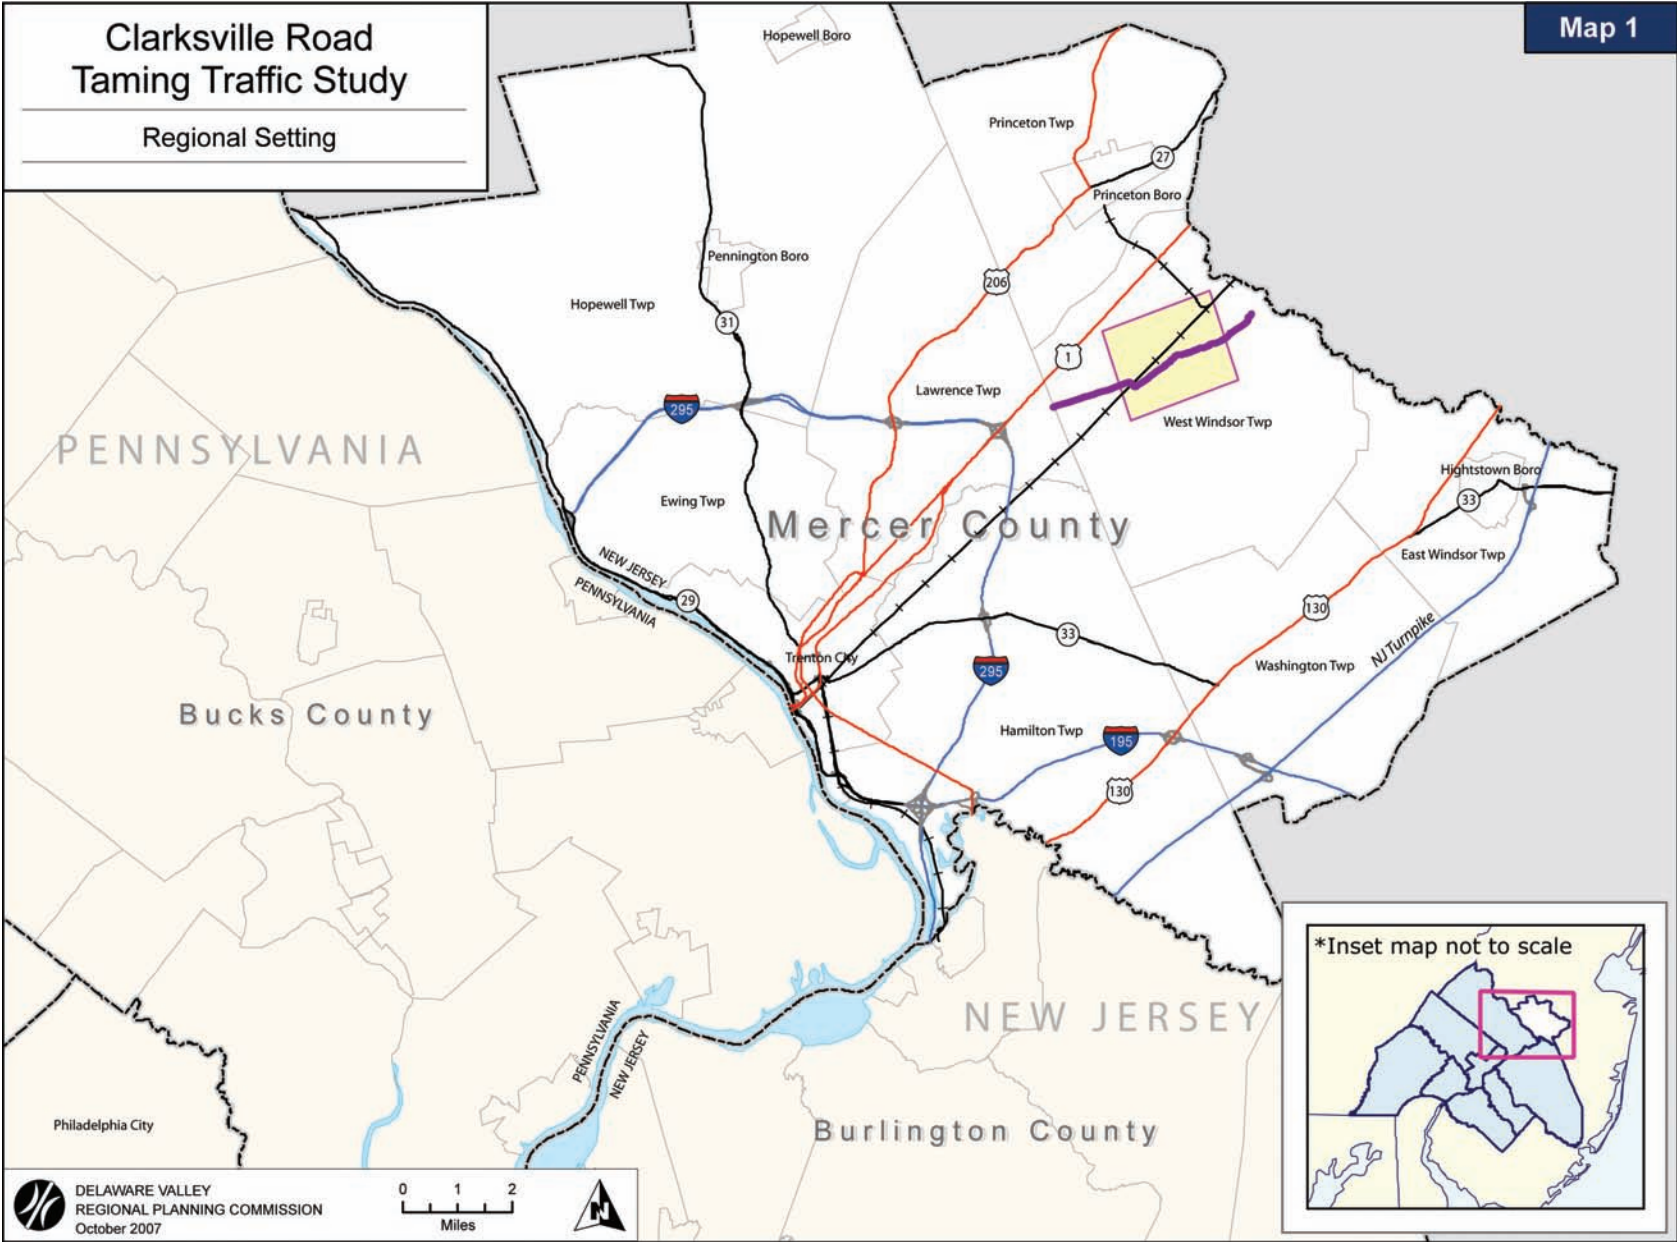 Clarksville Road
Taming Traffic Study
Regional Setting
Map 1
Hopewell Boro
Princeton Twp
27
Princeton Boro
Pennington Boro
206
Hopewell Twp
31
1
Lawrence Twp
295
West Windsor Twp
PENNSYLVANIA
Hightstown Boro
33
Ewing Twp
Mercer County
East Windsor Twp
NEW JERSEY
PENNSYLVANIA
29
130
33
NJ Turnpike
Trenton City
Washington Twp
295
Bucks County
Hamilton Twp
195
130
*Inset map not to scale
NEW JERSEY
PENNSYLVANIA
NEW JERSEY
Philadelphia City
Burlington County
DELAWARE VALLEY
REGIONAL PLANNING COMMISSION
October 2007
0 1 2
Miles
N